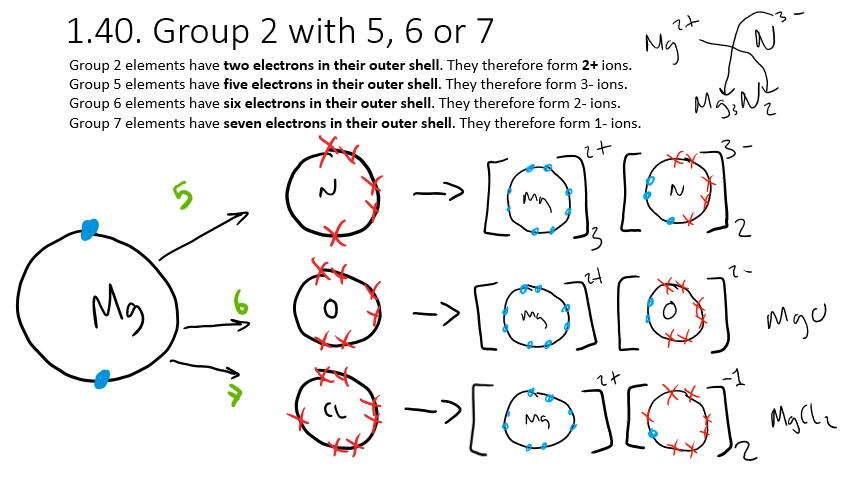 1.40. Group 2 with 5, 6 or 7
Group 2 elements have two electrons in their outer shell. They therefore form 2+ ions.
Group 5 elements have five electrons in their outer shell. They therefore form 3- ions.
Group 6 elements have six electrons in their outer shell. They therefore form 2- ions.
Group 7 elements have seven electrons in their outer shell. They therefore form 1- ions.
Mg2+ N3-
Mg3N2
Mg
5
N
[Mg]2+3 [N]3-2
6
O
[Mg]2+ [O]2-
MgO
7
CL
[Mg]2+ [ ]-1 2
MgCl2